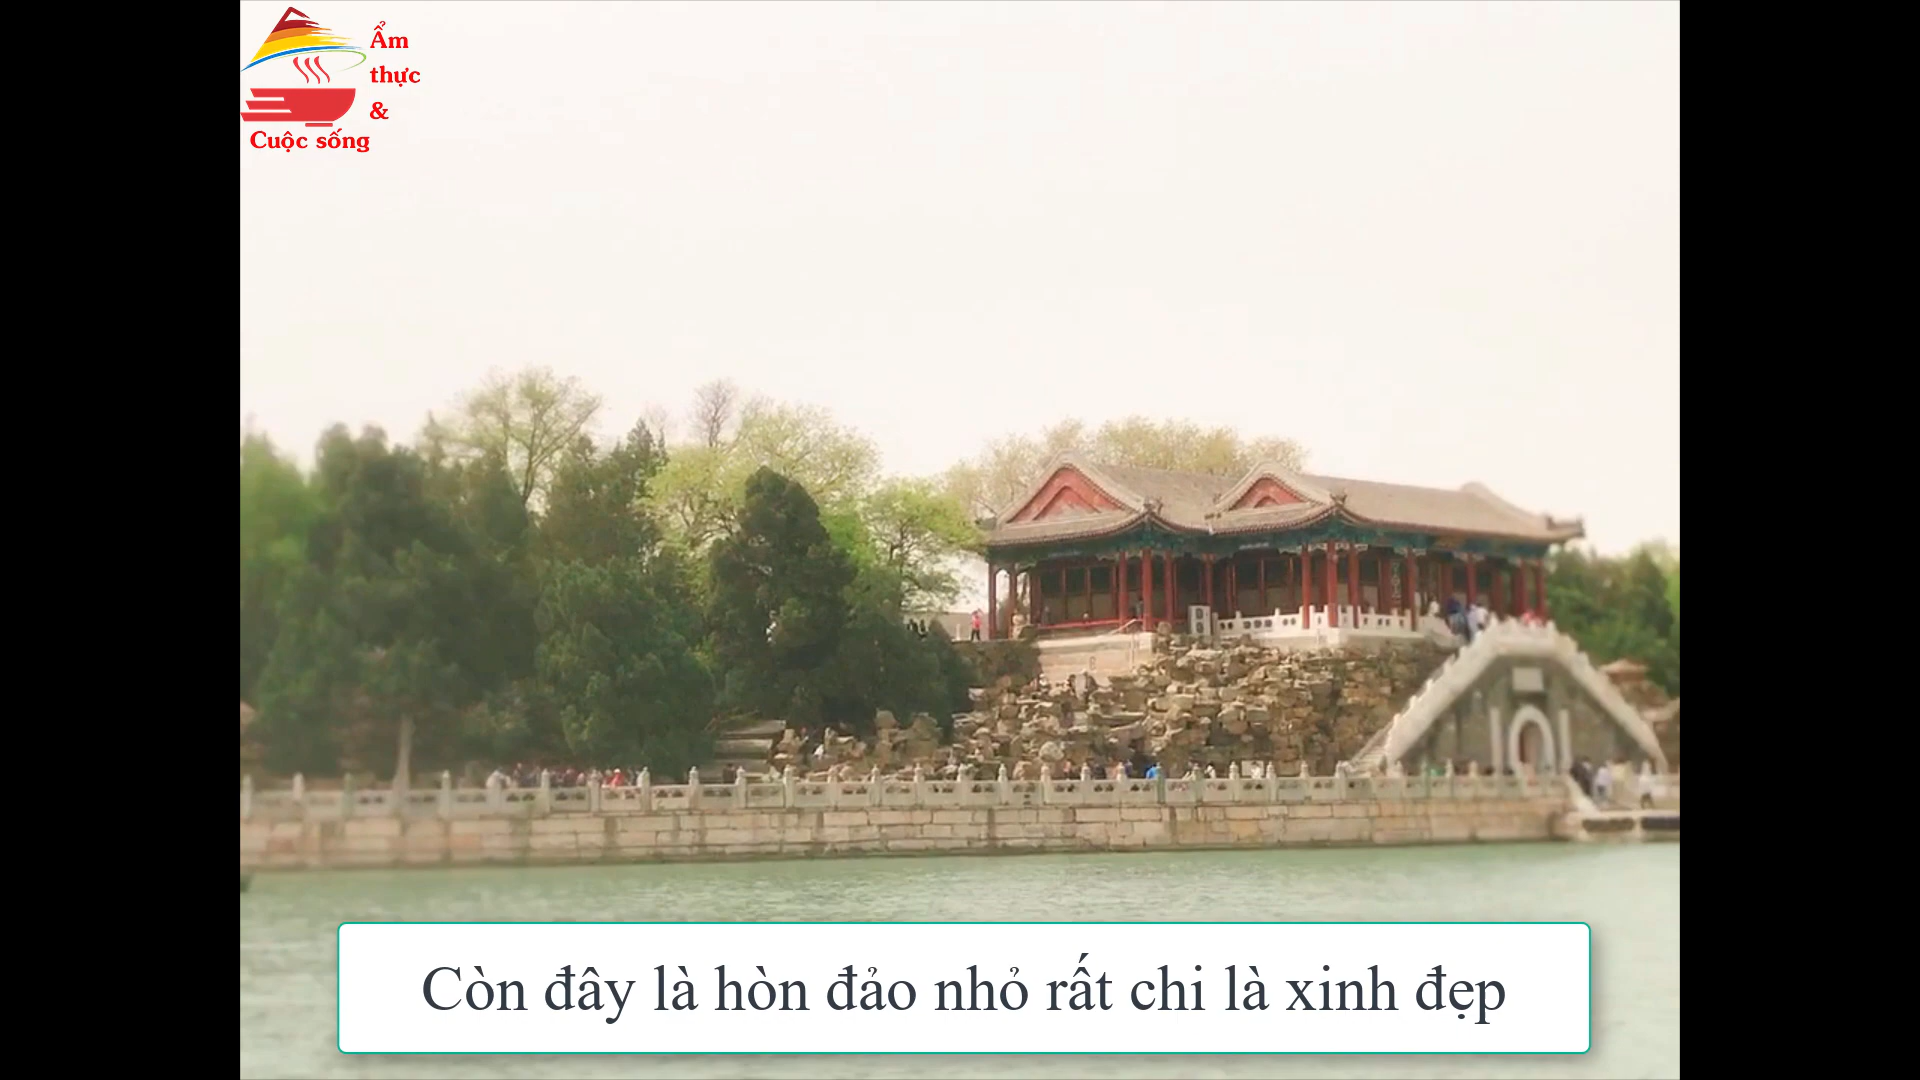 Ẩm
thực
&
Cuộc sống
Còn đây là hòn đảo nhỏ rất chi là xinh đẹp